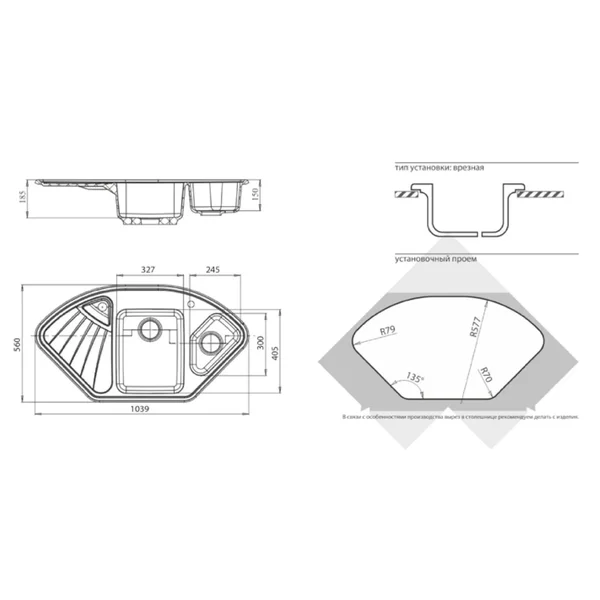 185
150
327
245
560
300
405
1039
тип установки: врезная
установочный проем
R79
R577
135°
R70
В связи с особенностями производства вырез в столешнице рекомендуем делать с изделия.